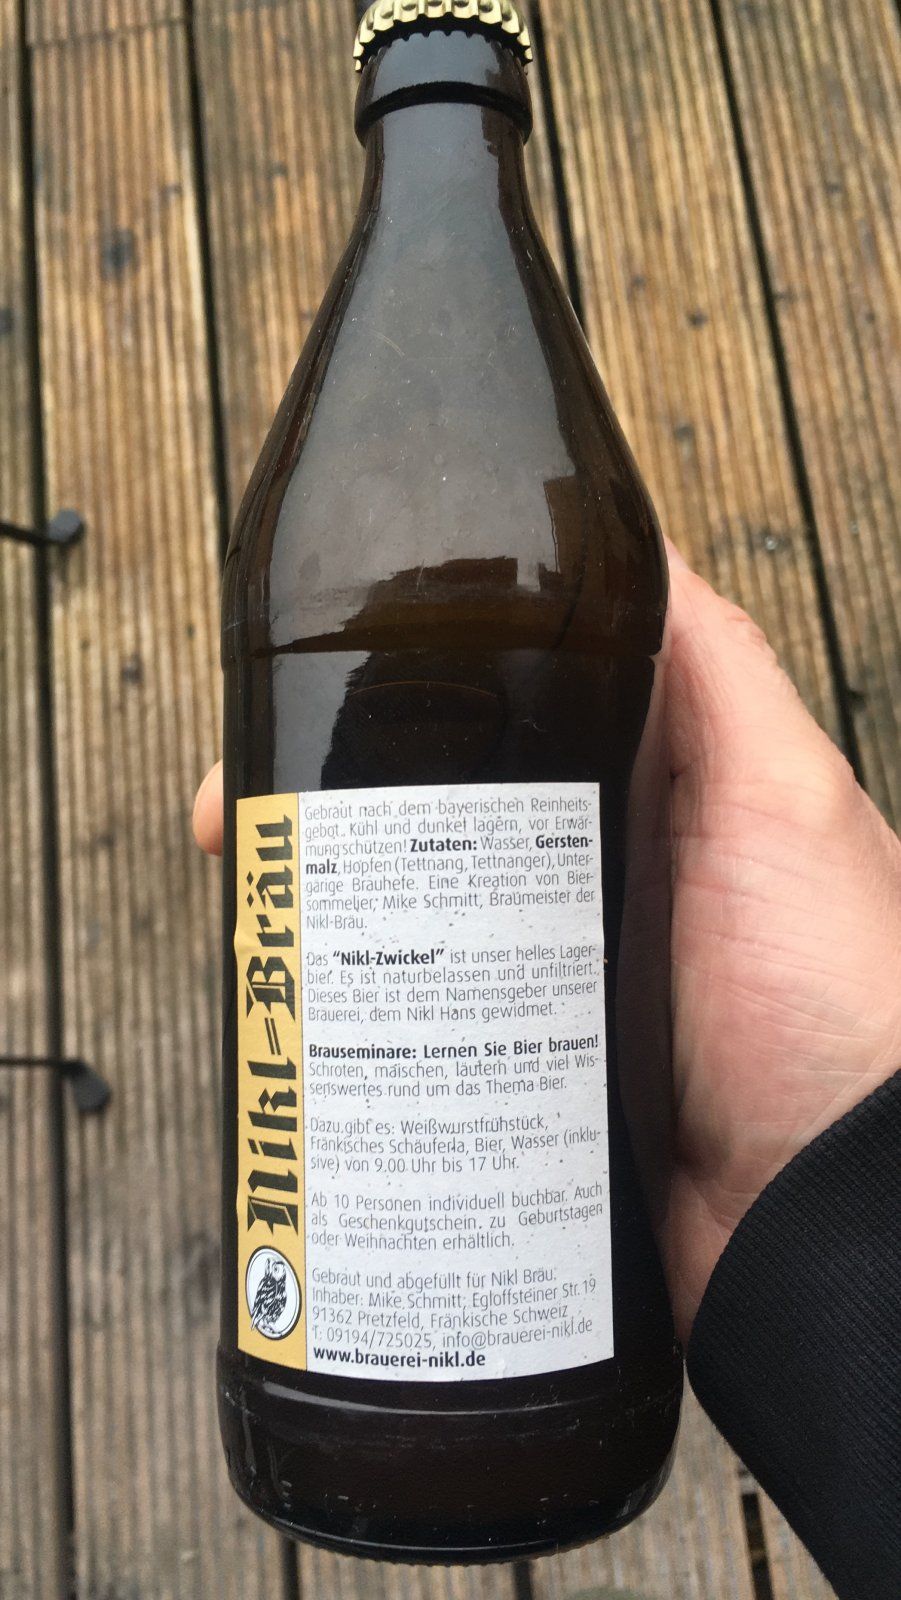 Nikl-Bräu
Gebraut nach dem bayerischen Reinheits-
gebot. Kühl und dunkel lagern, vor Erwär-
mung schützen! Zutaten: Wasser, Gersten-
malz, Hopfen (Tettnang, Tettnanger), Unter-
gärige Brauhefe. Eine Kreation von Bier-
sommelier, Mike Schmitt, Braumeister der
Nikl-Bräu.
Das “Nikl-Zwickel” ist unser helles Lager-
bier. Es ist naturbelassen und unfiltriert.
Dieses Bier ist dem Namensgeber unserer
Brauerei, dem Nikl Hans gewidmet.
Brauseminare: Lernen Sie Bier brauen!
Schroten, maischen, läutern und viel Wis-
senswertes rund um das Thema Bier.
Dazu gibt es: Weißwurstfrühstück,
Fränkisches Schäuferla, Bier, Wasser (inklu-
sive) von 9.00 Uhr bis 17 Uhr.
Ab 10 Personen individuell buchbar. Auch
als Geschenkgutschein zu Geburtstagen
oder Weihnachten erhältlich.
Gebraut und abgefüllt für Nikl Bräu.
Inhaber: Mike Schmitt, Egloffsteiner Str. 19
91362 Pretzfeld, Fränkische Schweiz
T: 09194/725025, info@brauerei-nikl.de
www.brauerei-nikl.de